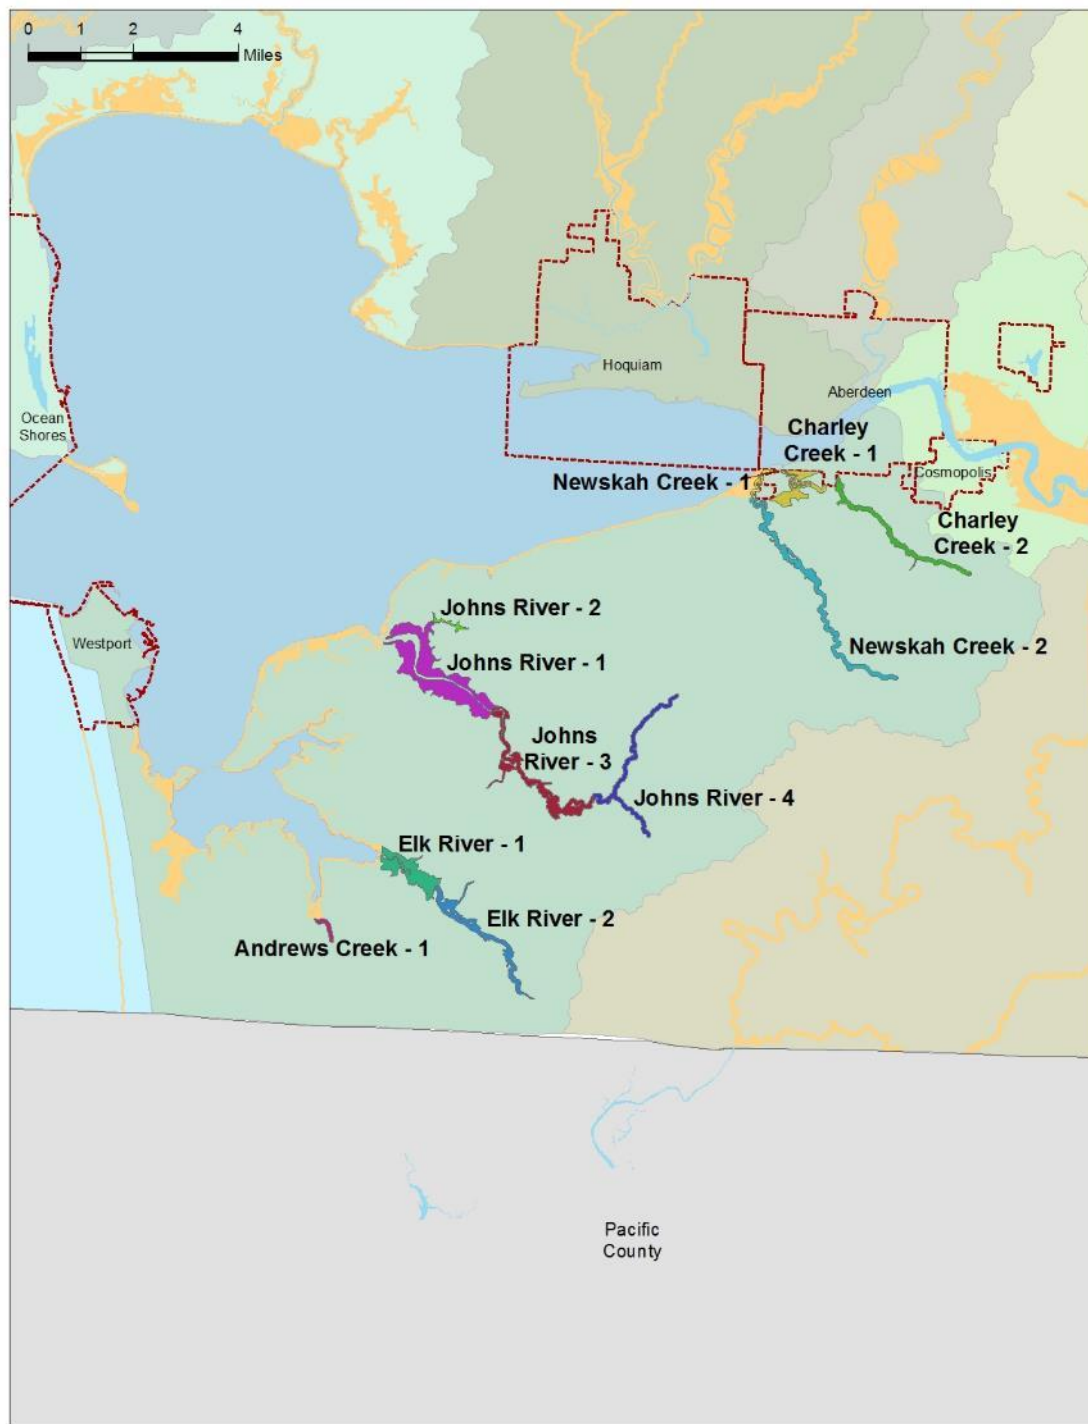 0 1 2 4
Miles
Hoquiam
Aberdeen
Ocean
Shores
Charley
Creek - 1
Newskah Creek - 1
Cosmopolis
Charley
Creek - 2
Johns River - 2
Westport
Newskah Creek - 2
Johns River - 1
Johns
River - 3
Johns River - 4
Elk River - 1
Elk River - 2
Andrews Creek - 1
Pacific
County